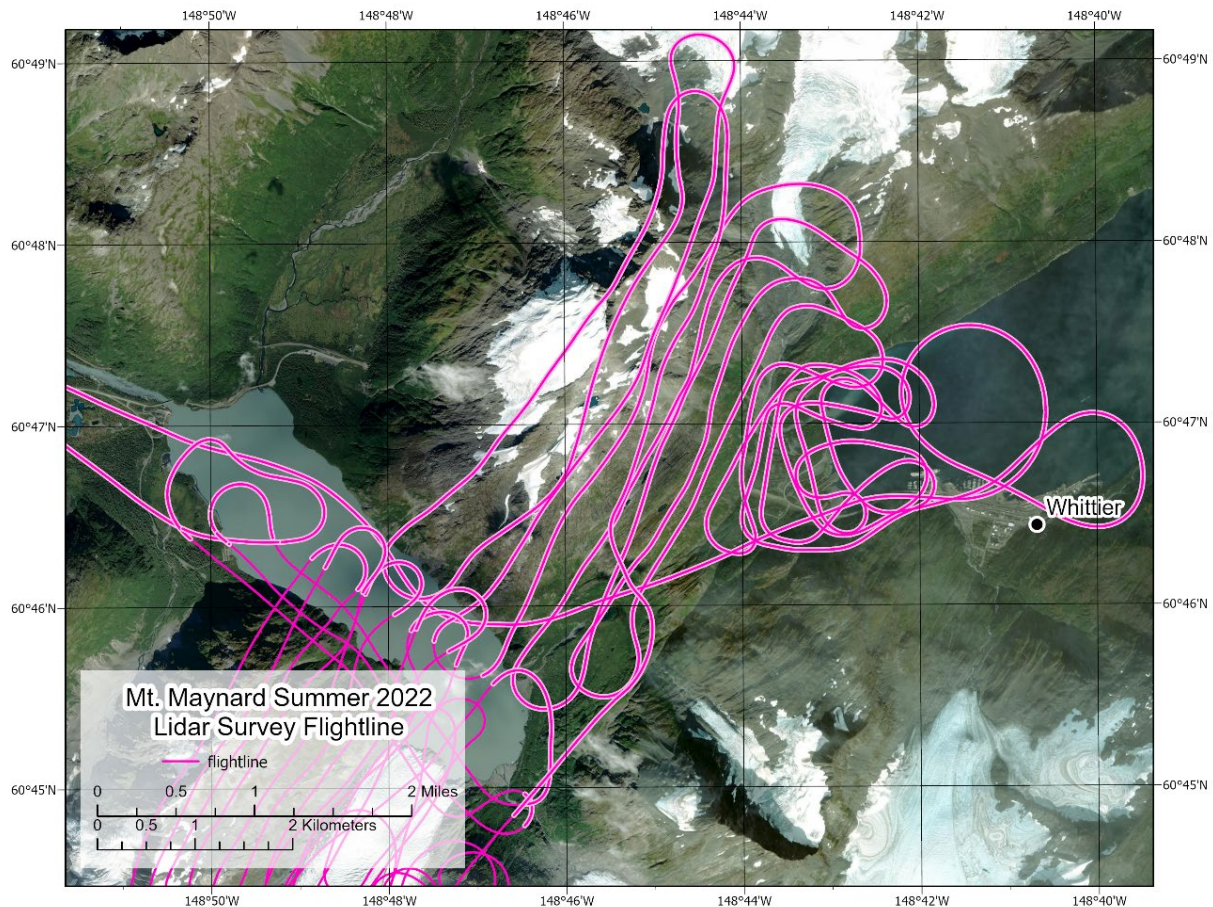 148°50'W 148°48'W 148°46'W 148°44'W 148°42'W 148°40'W
60°49'N 60°49'N
60°48'N 60°48'N
60°47'N 60°47'N
Whittier
60°46'N 60°46'N
Mt. Maynard Summer 2022
Lidar Survey Flightline
flightline
60°45'N 60°45'N
0 0.5 1 2 Miles
0 0.5 1 2 Kilometers
148°50'W 148°48'W 148°46'W 148°44'W 148°42'W 148°40'W